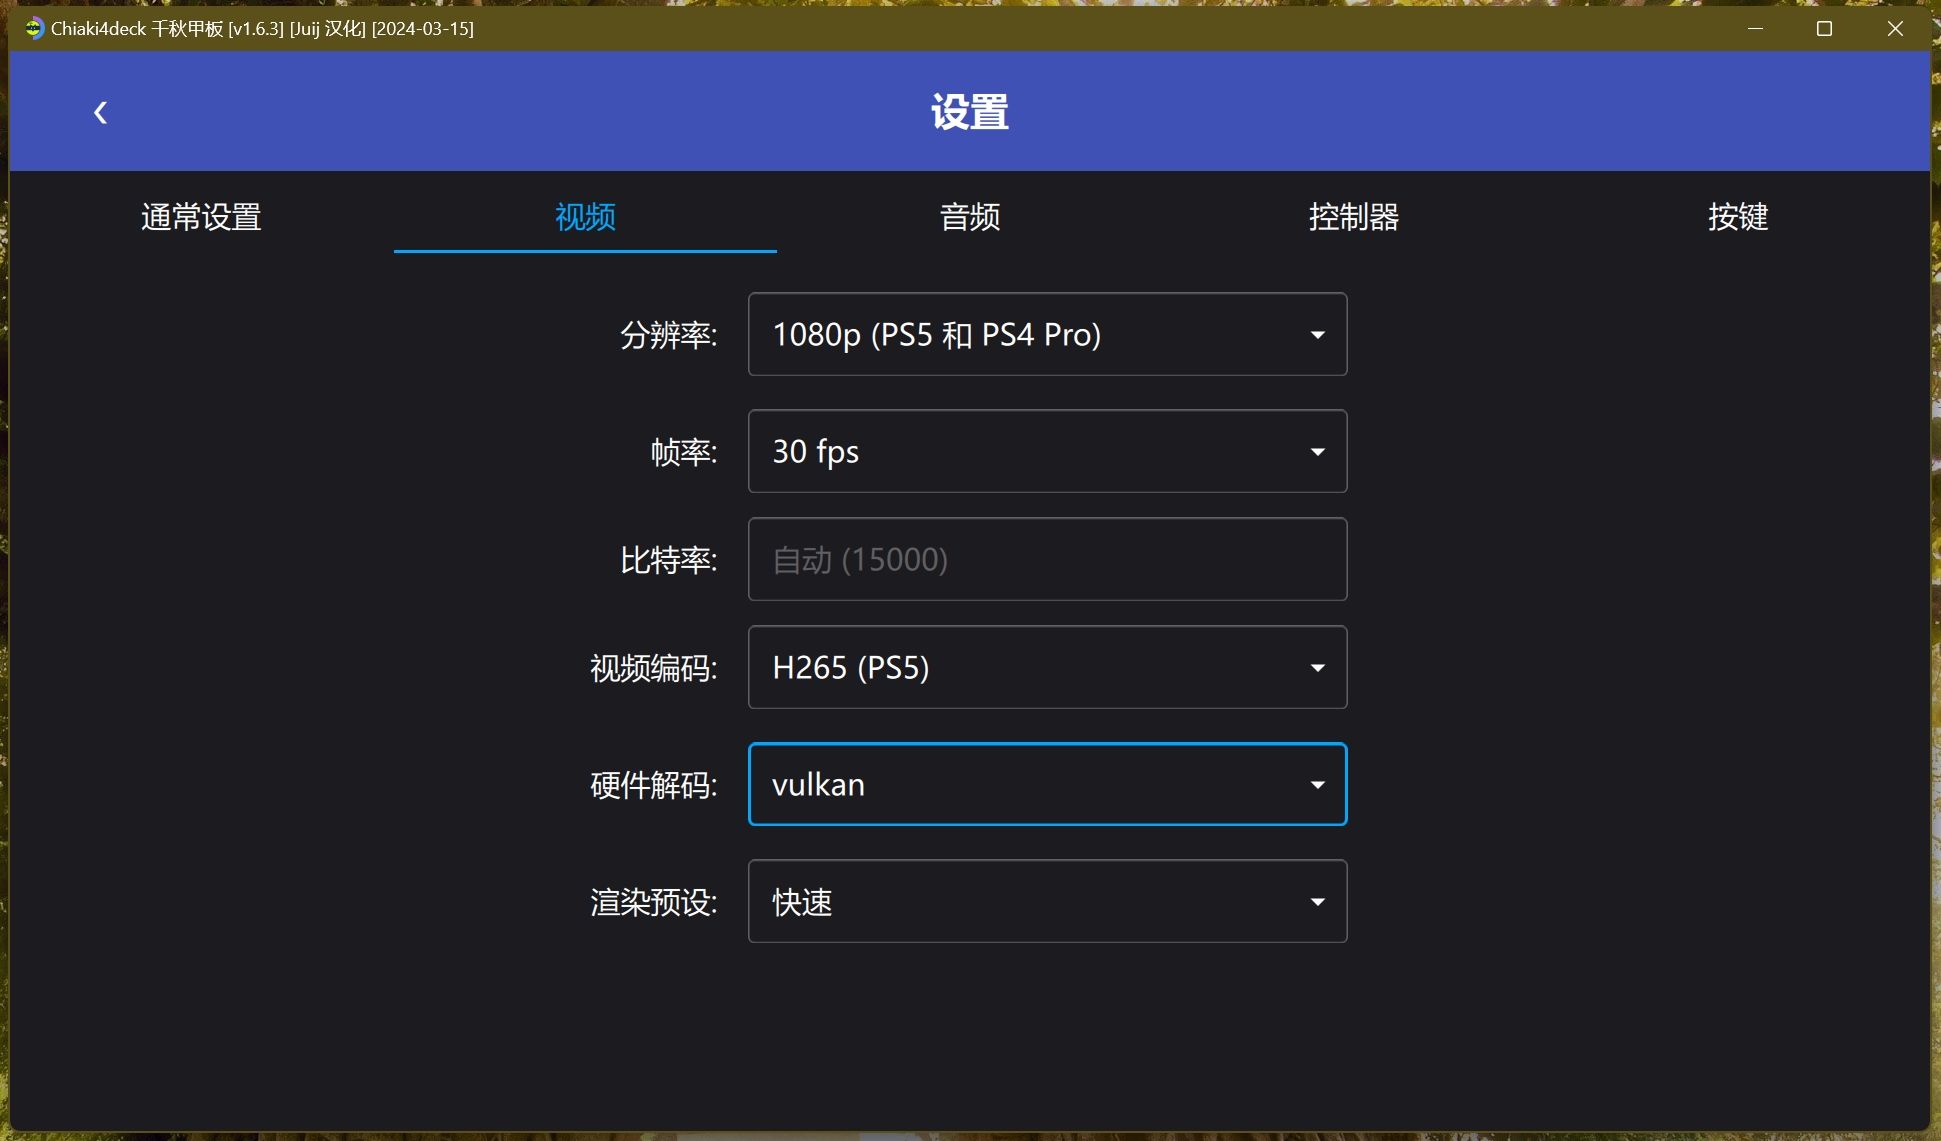 Chiaki4deck 千秋甲板 [v1.6.3] [Juij 汉化] [2024-03-15]
设置
通常设置 视频 音频 控制器 按键
分辨率: 1080p (PS5 和 PS4 Pro)
帧率: 30 fps
比特率: 自动 (15000)
视频编码: H265 (PS5)
硬件解码: vulkan
渲染预设: 快速